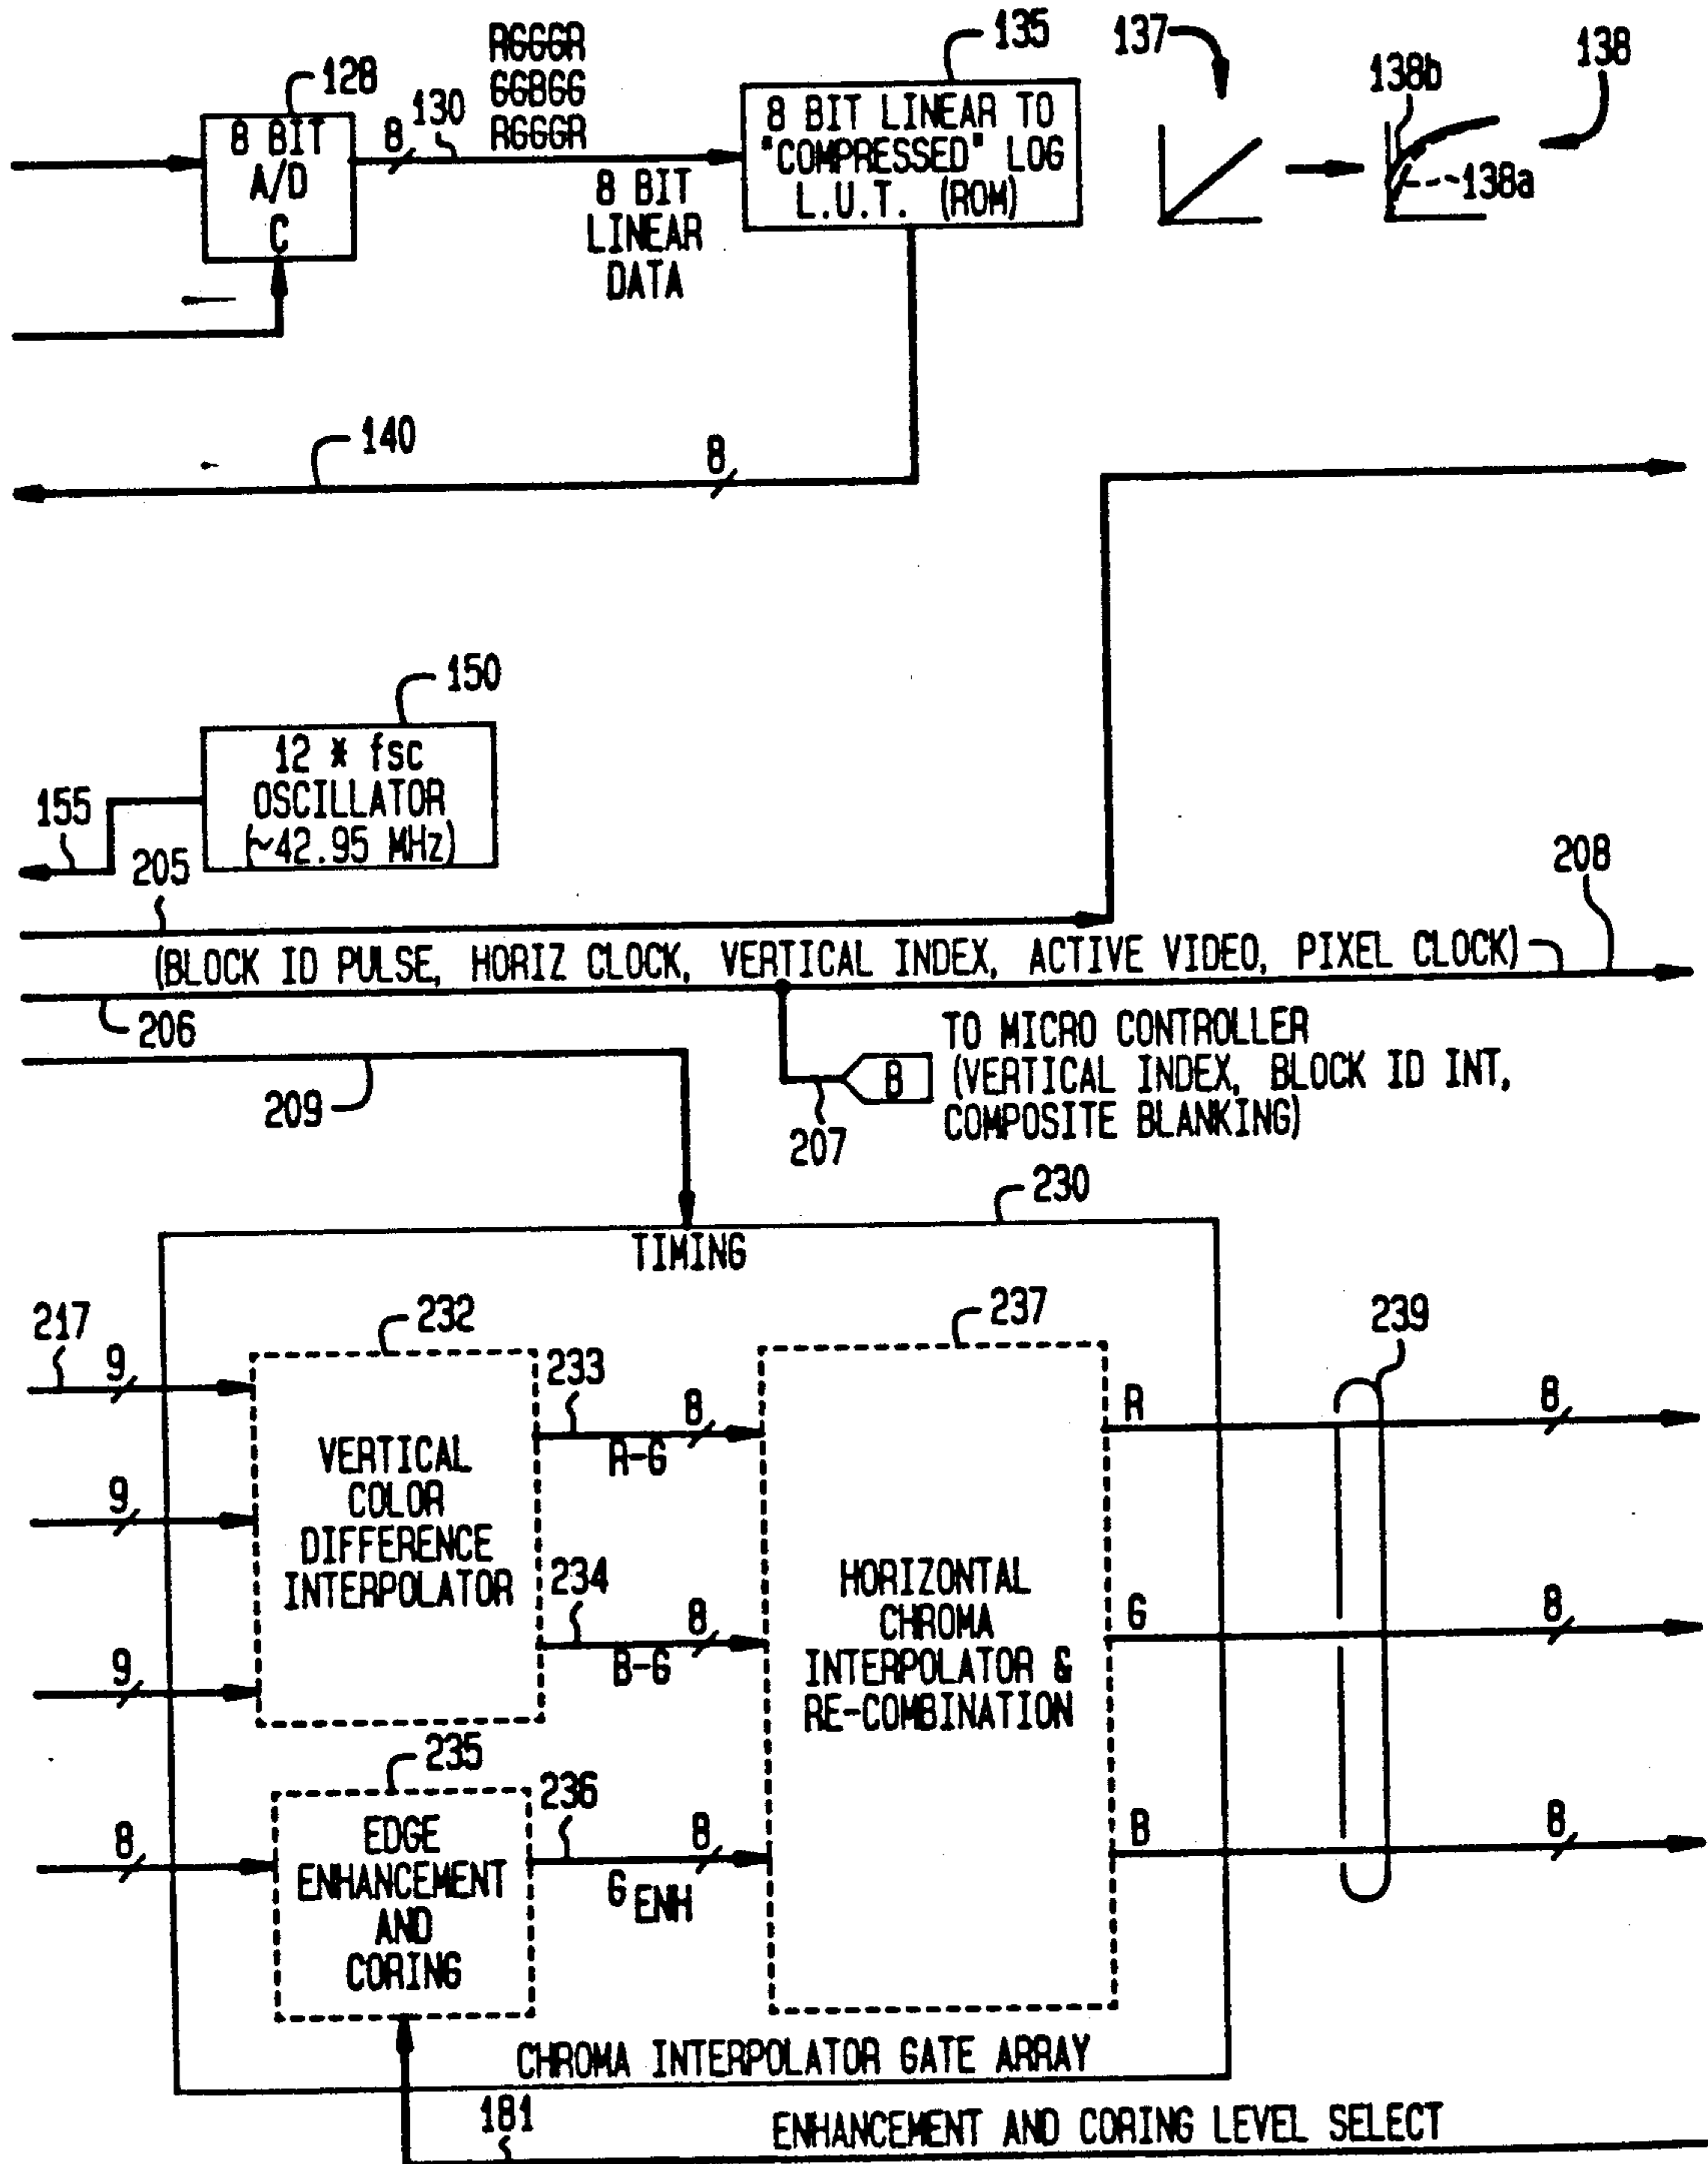 RGGGR
GGBGG
RGGGR
128
8 BIT
A/D
C
8
130
8 BIT
LINEAR
DATA
135
8 BIT LINEAR TO
"COMPRESSED" LOG
L.U.T. (ROM)
137
138b
138
138a
140
8
150
12 * fsc
OSCILLATOR
(~42.95 MHz)
155
205
208
(BLOCK ID PULSE, HORIZ CLOCK, VERTICAL INDEX, ACTIVE VIDEO, PIXEL CLOCK)
206
209
207
B
TO MICRO CONTROLLER
(VERTICAL INDEX, BLOCK ID INT,
COMPOSITE BLANKING)
230
TIMING
217
9
9
9
8
232
VERTICAL
COLOR
DIFFERENCE
INTERPOLATOR
233
8
R-G
234
8
B-G
235
EDGE
ENHANCEMENT
AND
CORING
236
8
G ENH
237
HORIZONTAL
CHROMA
INTERPOLATOR &
RE-COMBINATION
239
R
8
G
8
B
8
CHROMA INTERPOLATOR GATE ARRAY
181
ENHANCEMENT AND CORING LEVEL SELECT